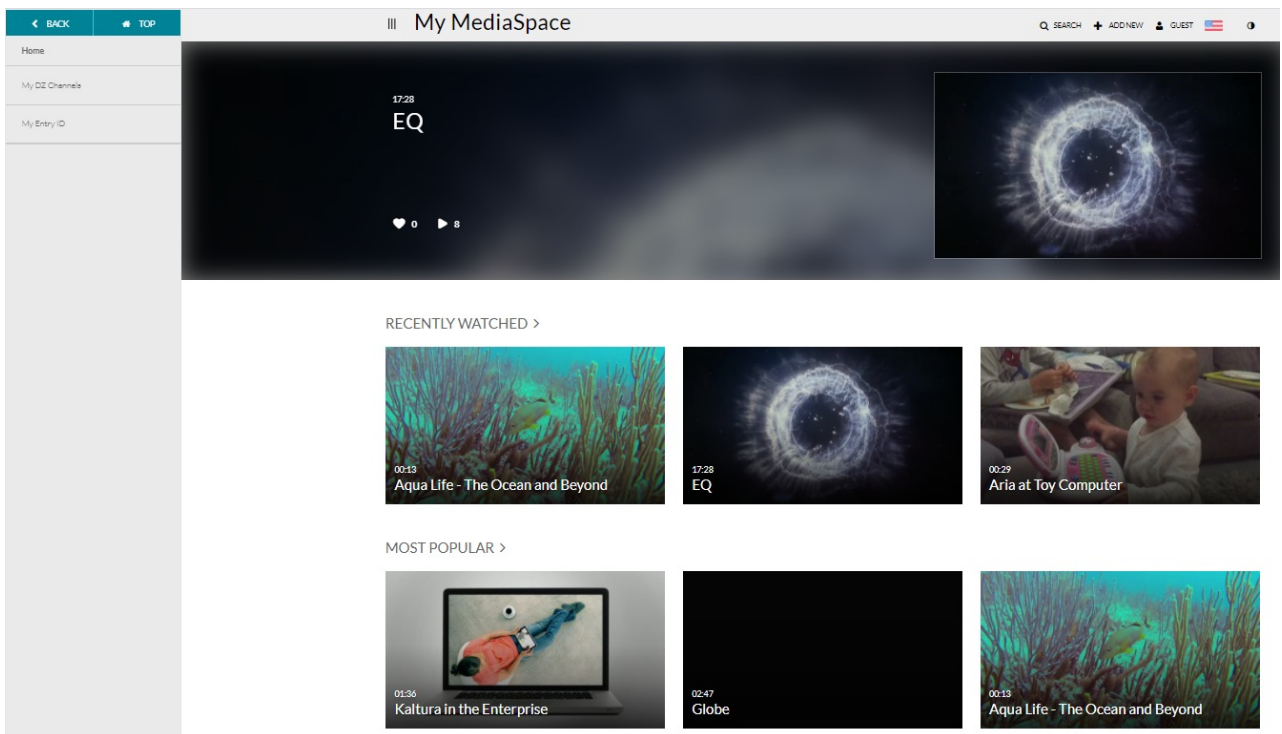 BACK
TOP
My MediaSpace
SEARCH
ADD NEW
GUEST
Home
My DZ Channels
My Entry ID
17:28
EQ
0
8
RECENTLY WATCHED >
00:13
Aqua Life - The Ocean and Beyond
17:28
EQ
00:29
Aria at Toy Computer
MOST POPULAR >
01:36
Kaltura in the Enterprise
02:47
Globe
00:13
Aqua Life - The Ocean and Beyond